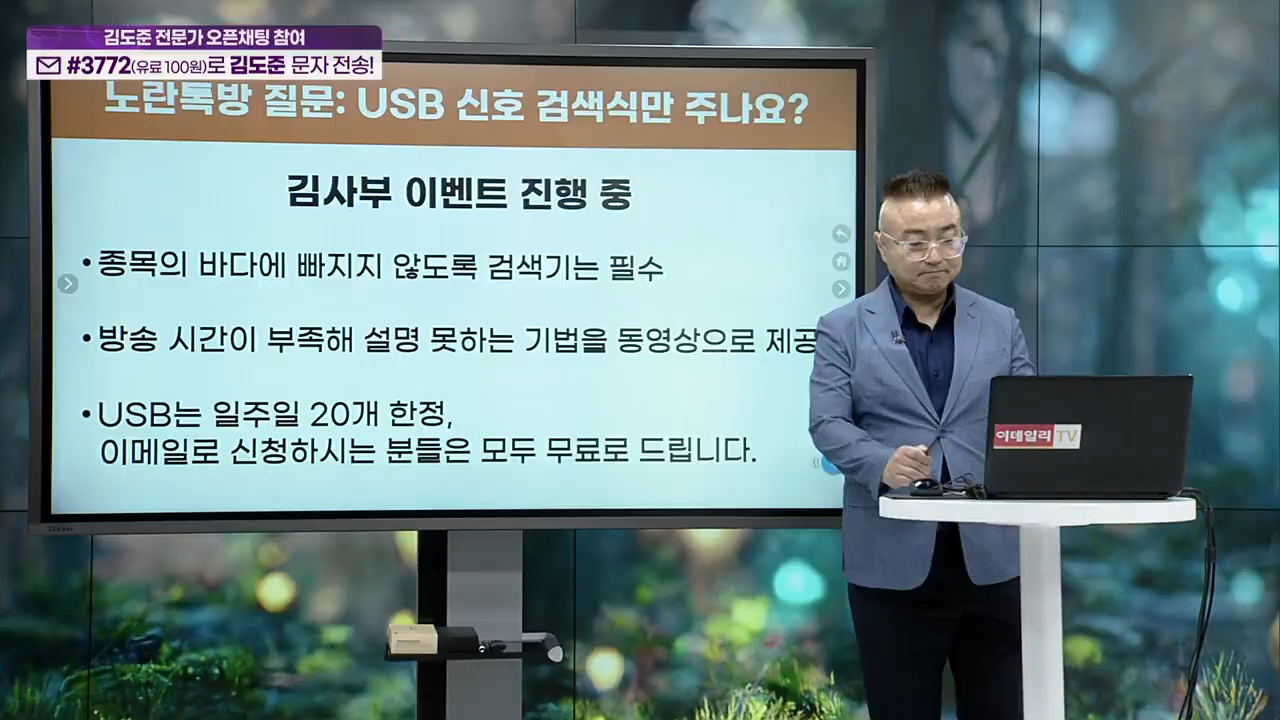 김도준 전문가 오픈채팅 참여
#3772(유료 100원)로 김도준 문자 전송!
노란톡방 질문: USB 신호 검색식만 주나요?
김사부 이벤트 진행 중
• 종목의 바다에 빠지지 않도록 검색기는 필수
• 방송 시간이 부족해 설명 못하는 기법을 동영상으로 제공
• USB는 일주일 20개 한정,
이메일로 신청하시는 분들은 모두 무료로 드립니다.
이데일리TV